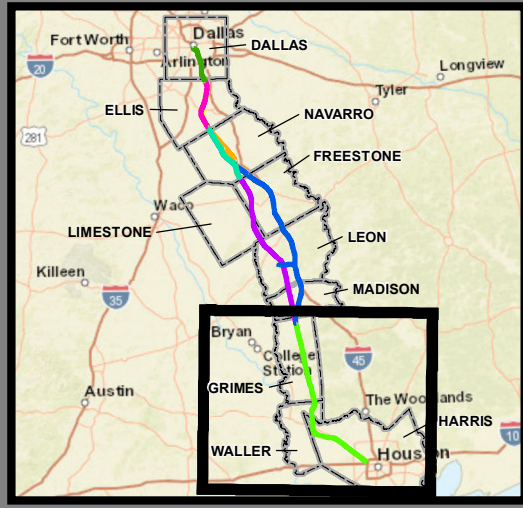 Fort Worth
Dallas
DALLAS
Arlington
20
Longview
Tyler
ELLIS
NAVARRO
281
FREESTONE
Waco
LIMESTONE
LEON
Killeen
MADISON
35
Bryan
College
Station
45
GRIMES
Austin
The Woodlands
HARRIS
10
WALLER
Houston